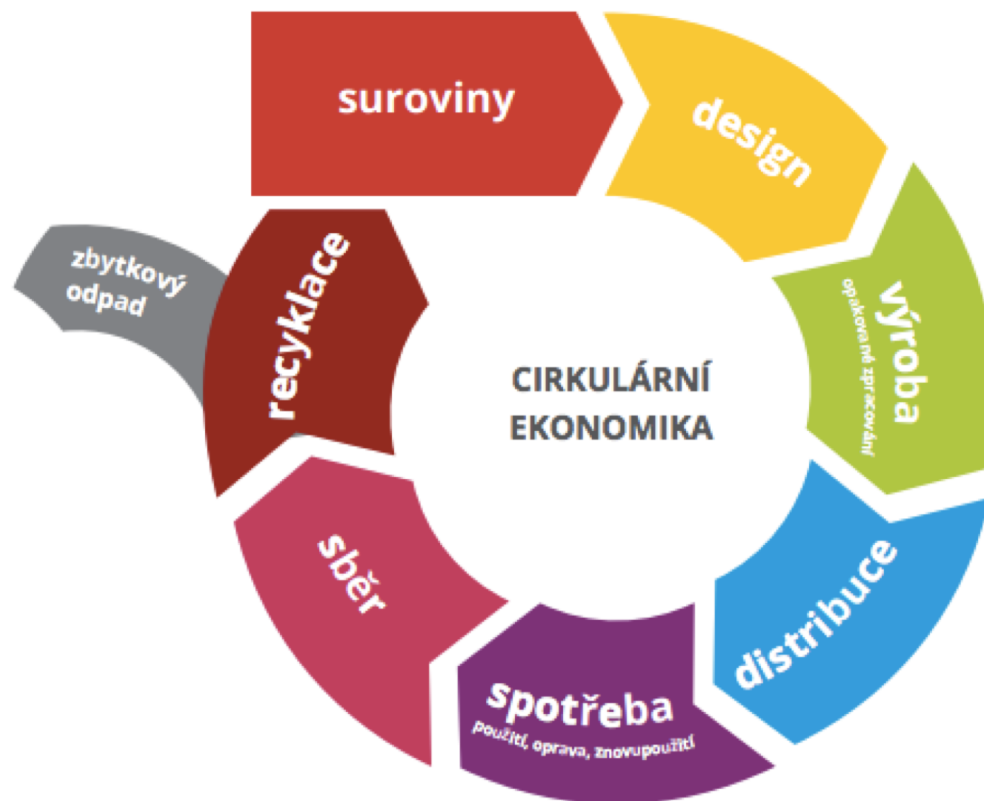 suroviny
design
výroba
opakované zpracování
distribuce
spotřeba
použití, oprava, znovupoužití
sběr
recyklace
zbytkový
odpad
CIRKULÁRNÍ
EKONOMIKA